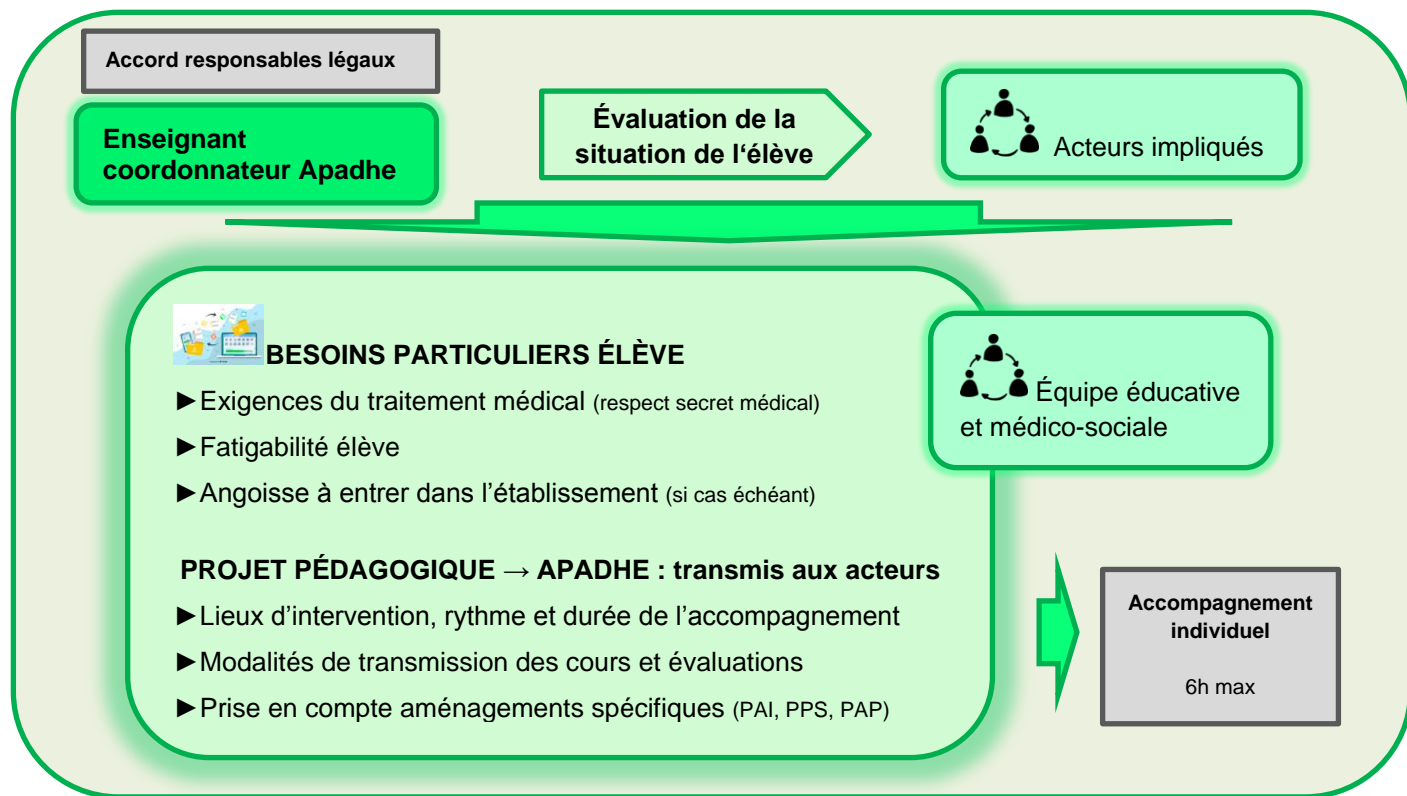 Accord responsables légaux
Enseignant
coordonnateur Apadhe
Évaluation de la
situation de l‘élève
Acteurs impliqués
BESOINS PARTICULIERS ÉLÈVE
►Exigences du traitement médical (respect secret médical)
►Fatigabilité élève
►Angoisse à entrer dans l’établissement (si cas échéant)
Équipe éducative
et médico-sociale
PROJET PÉDAGOGIQUE → APADHE : transmis aux acteurs
►Lieux d’intervention, rythme et durée de l’accompagnement
►Modalités de transmission des cours et évaluations
►Prise en compte aménagements spécifiques (PAI, PPS, PAP)
Accompagnement
individuel
6h max